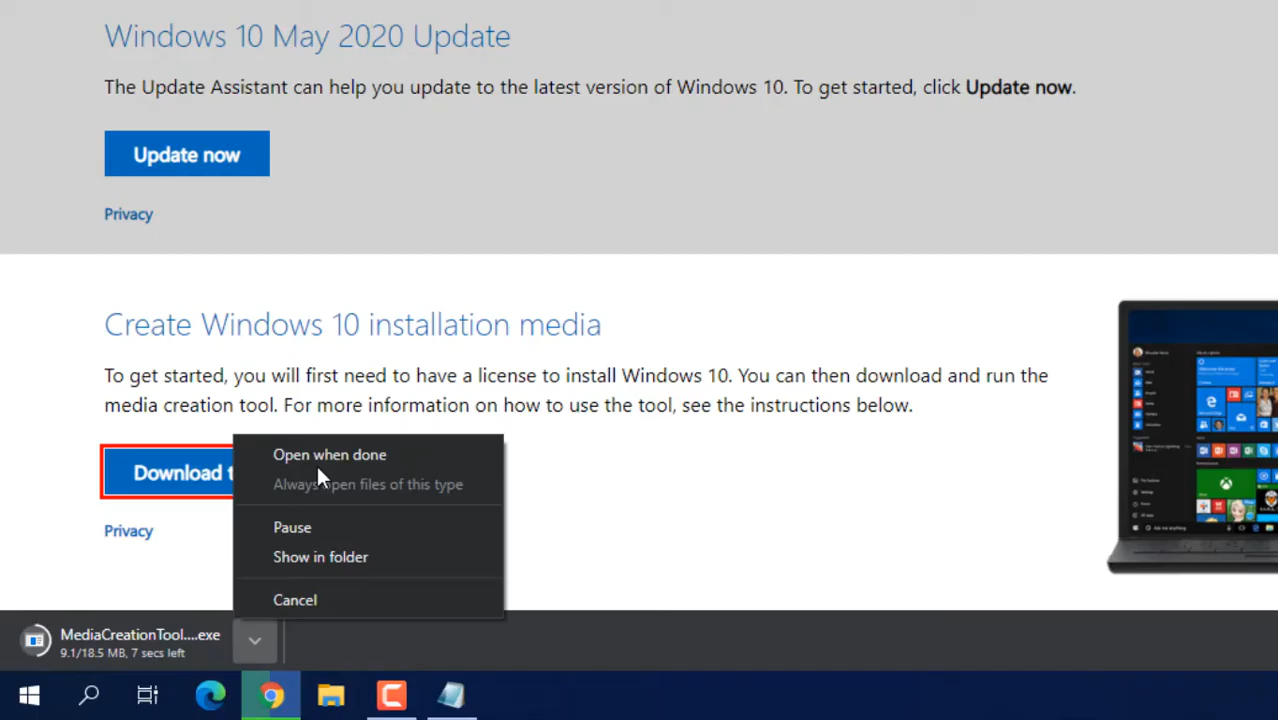 Windows 10 May 2020 Update
The Update Assistant can help you update to the latest version of Windows 10. To get started, click Update now.
Update now
Privacy
Create Windows 10 installation media
To get started, you will first need to have a license to install Windows 10. You can then download and run the
media creation tool. For more information on how to use the tool, see the instructions below.
Download t
Open when done
Always open files of this type
Pause
Show in folder
Cancel
Privacy
MediaCreationTool....exe
9.1/18.5 MB, 7 secs left